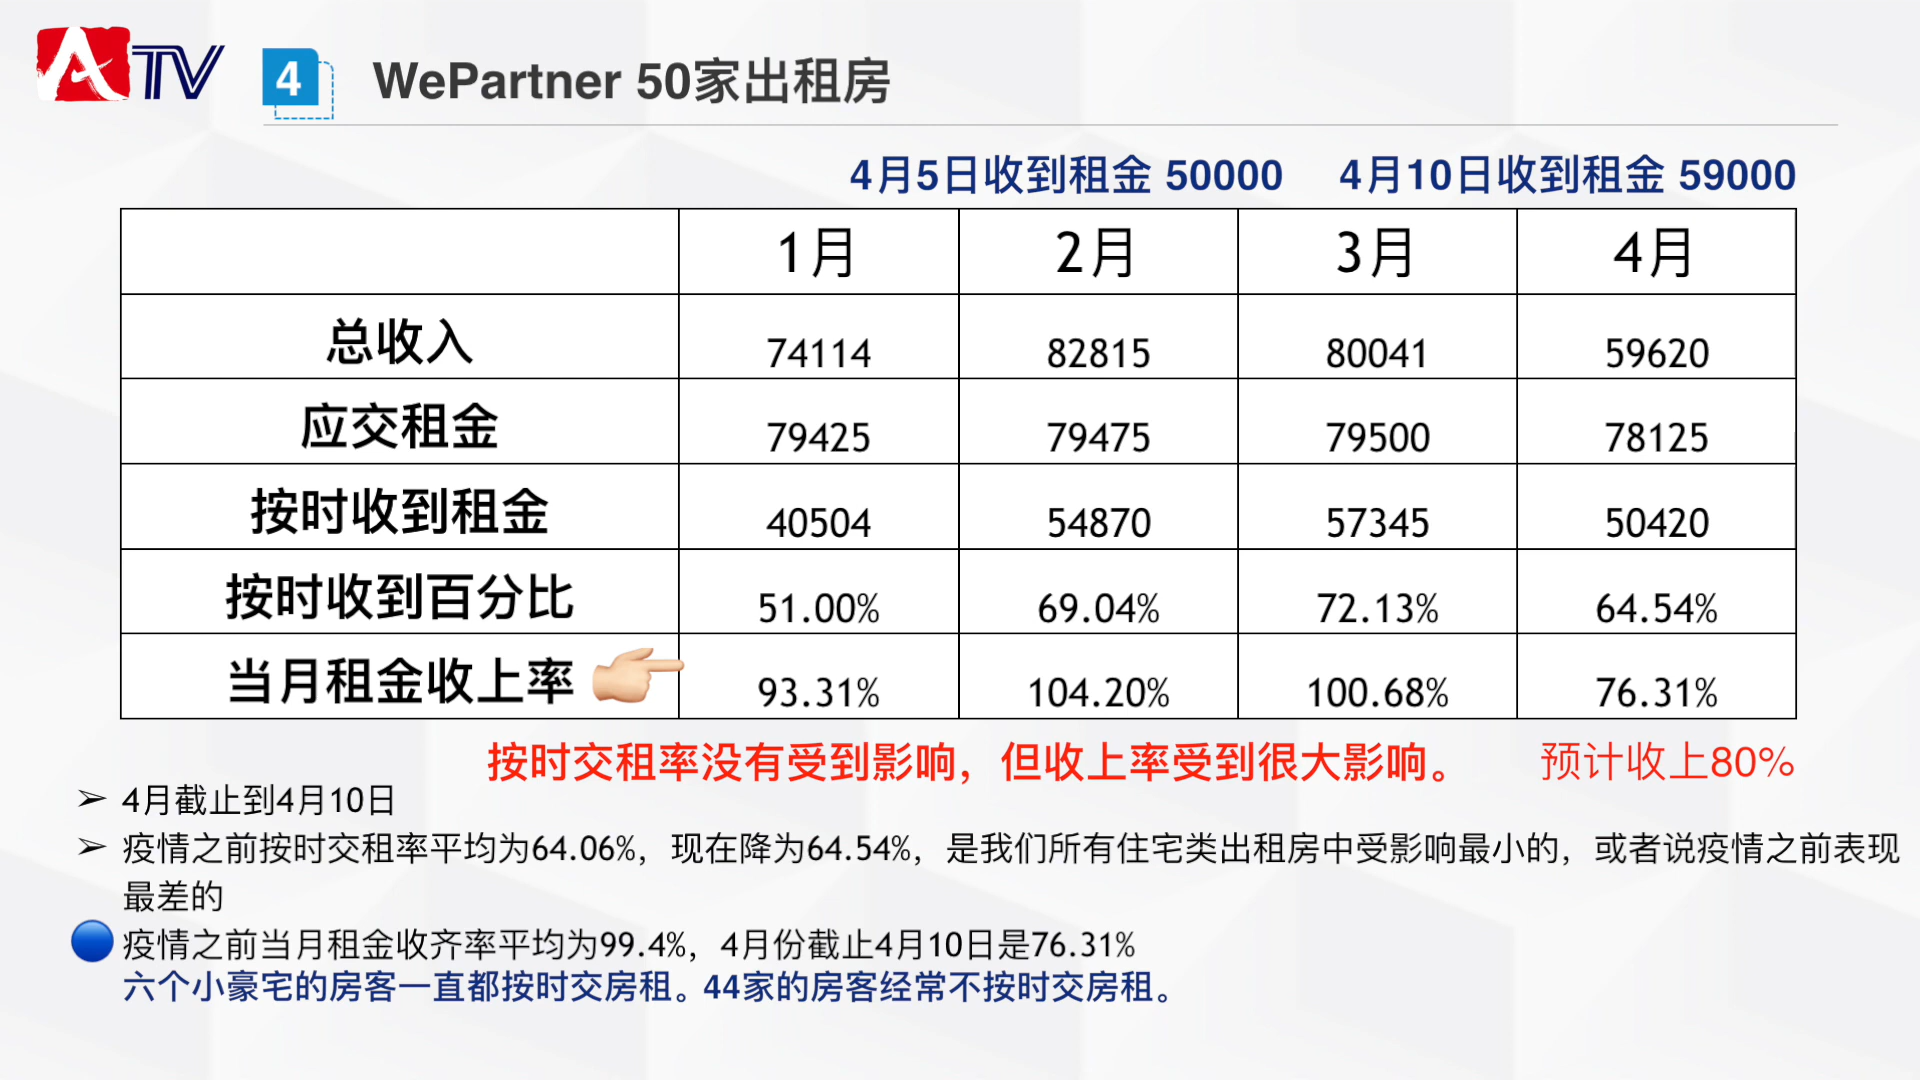 ATV
4 WePartner 50家出租房
4月5日收到租金 50000 4月10日收到租金 59000
1月 2月 3月 4月
总收入 74114 82815 80041 59620
应交租金 79425 79475 79500 78125
按时收到租金 40504 54870 57345 50420
按时收到百分比 51.00% 69.04% 72.13% 64.54%
当月租金收上率 93.31% 104.20% 100.68% 76.31%
按时交租率没有受到影响，但收上率受到很大影响。 预计收上80%
➢ 4月截止到4月10日
➢ 疫情之前按时交租率平均为64.06%，现在降为64.54%，是我们所有住宅类出租房中受影响最小的，或者说疫情之前表现
最差的
疫情之前当月租金收齐率平均为99.4%，4月份截止4月10日是76.31%
六个小豪宅的房客一直都按时交房租。44家的房客经常不按时交房租。